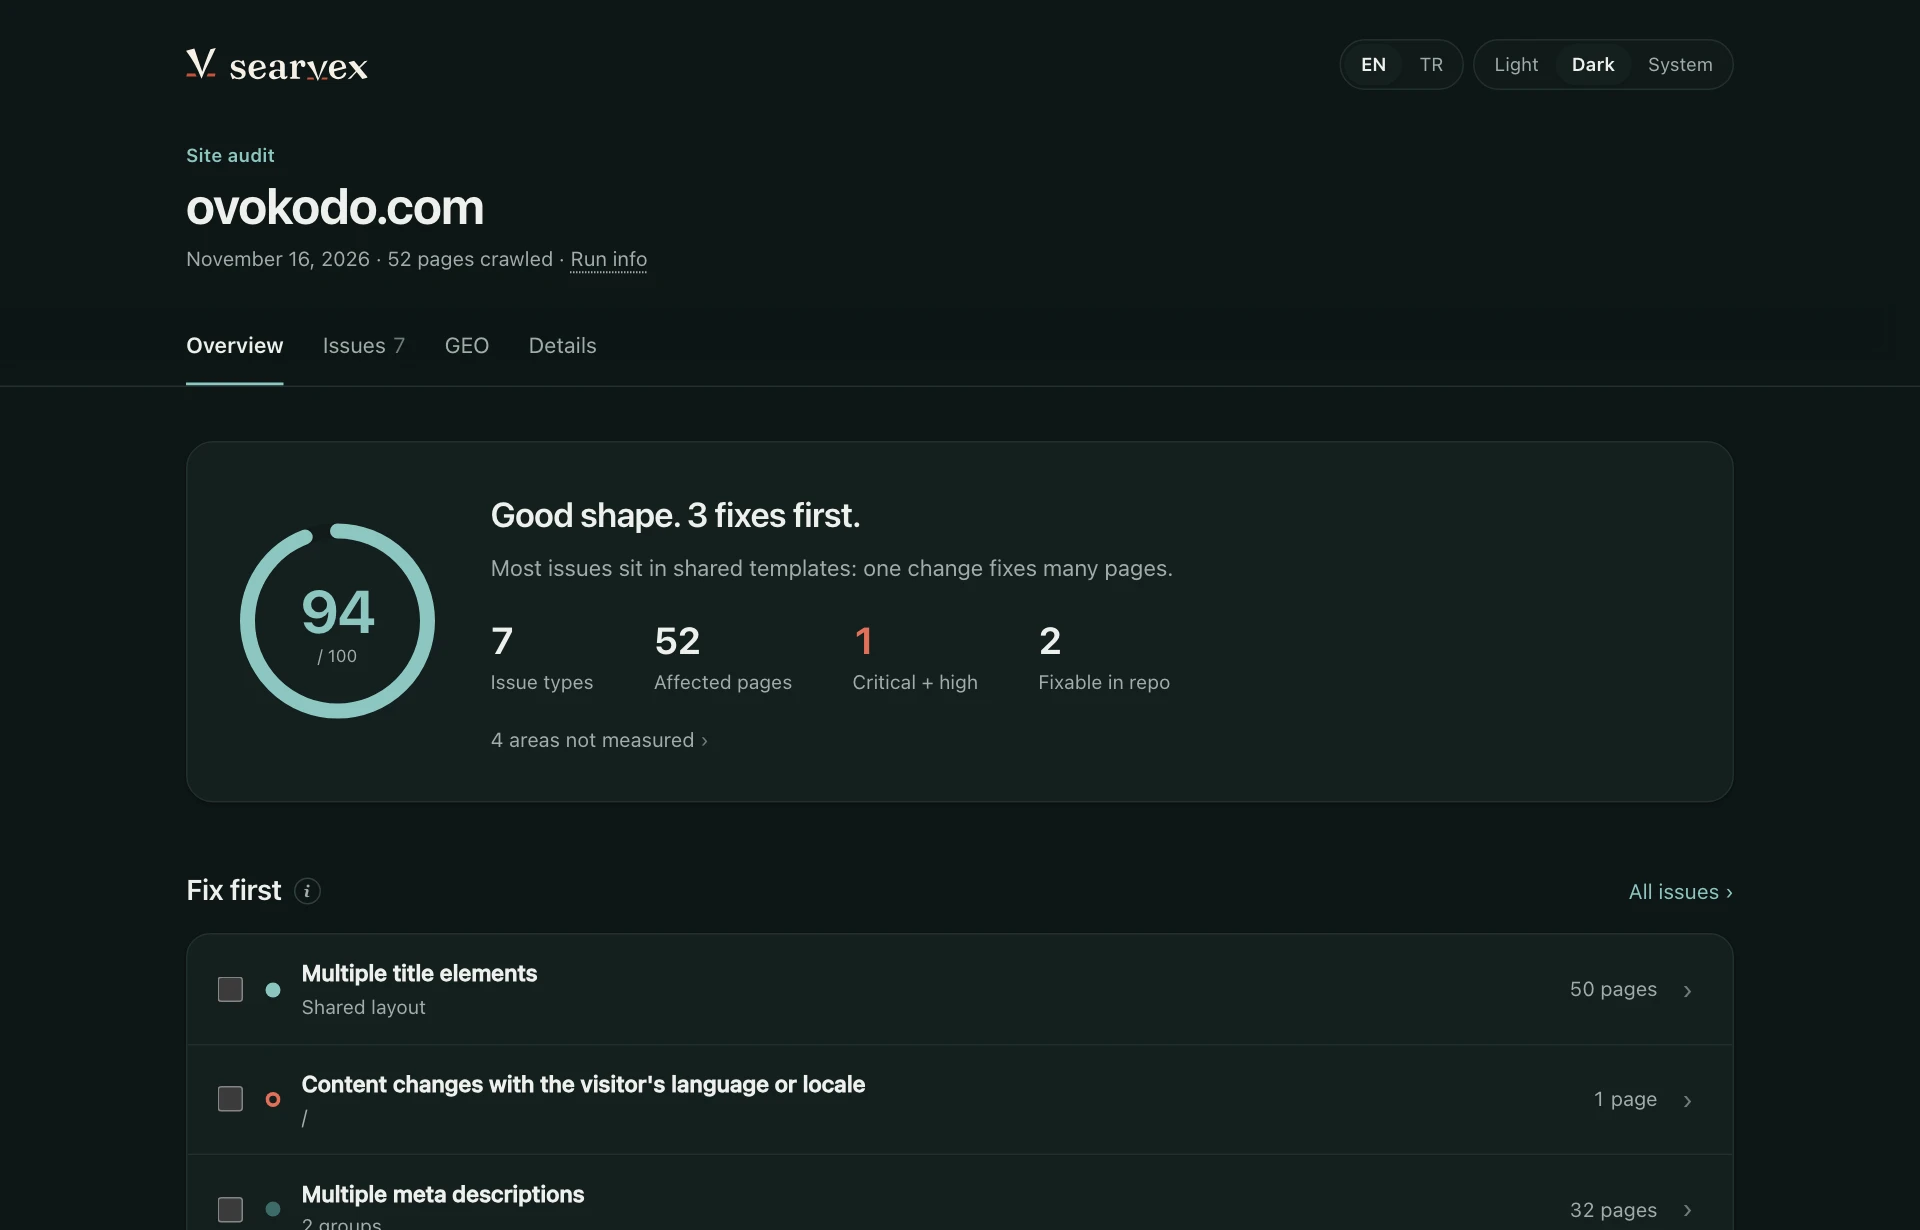 searvex
EN TR Light Dark System
Site audit
ovokodo.com
November 16, 2026 · 52 pages crawled · Run info
Overview Issues 7 GEO Details
94
/ 100
Good shape. 3 fixes first.
Most issues sit in shared templates: one change fixes many pages.
7 52 1 2
Issue types Affected pages Critical + high Fixable in repo
4 areas not measured ›
Fix first i All issues ›
Multiple title elements
Shared layout
50 pages ›
Content changes with the visitor's language or locale
/
1 page ›
Multiple meta descriptions
2 groups
32 pages ›